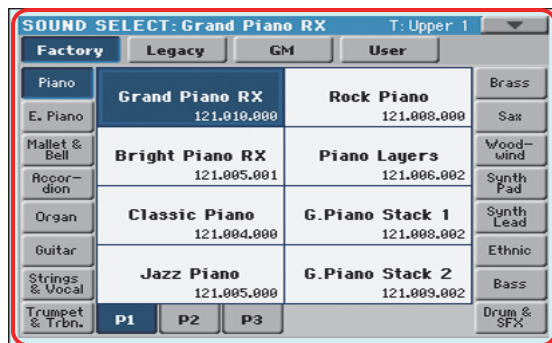 SOUND SELECT:Grand Piano RX T:Upper 1
Factory Legacy GM User
Piano
E. Piano
Mallet &
Bell
Accor-
dion
Organ
Guitar
Strings
& Vocal
Trumpet
& Trbn.
Grand Piano RX
121.010.000
Rock Piano
121.008.000
Bright Piano RX
121.005.001
Piano Layers
121.006.002
Classic Piano
121.004.000
G.Piano Stack 1
121.008.002
Jazz Piano
121.005.000
G.Piano Stack 2
121.009.002
P1 P2 P3
Brass
Sax
Wood-
wind
Synth
Pad
Synth
Lead
Ethnic
Bass
Drum &
SFX